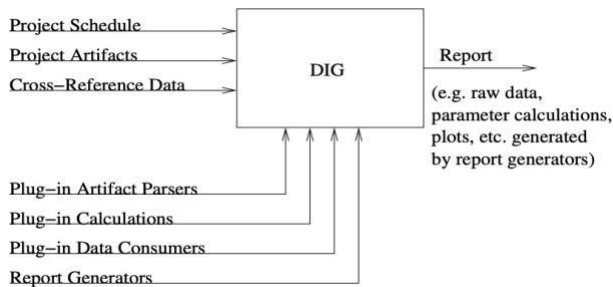 Project Schedule
Project Artifacts
Cross-Reference Data
DIG
Report
(e.g. raw data,
parameter calculations,
plots, etc. generated
by report generators)
Plug-in Artifact Parsers
Plug-in Calculations
Plug-in Data Consumers
Report Generators